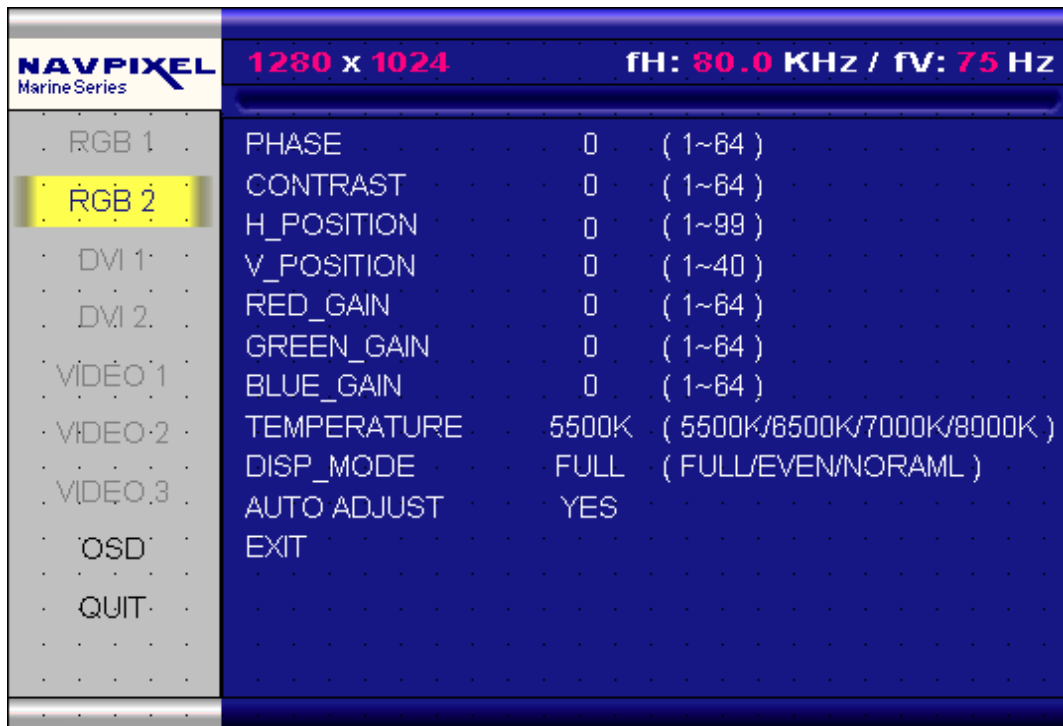 NAVPIXEL
Marine Series
1280 x 1024 fH: 80.0 KHz / fV: 75 Hz
RGB 1
RGB 2
DVI 1
DVI 2
VIDEO 1
VIDEO 2
VIDEO 3
OSD
QUIT
PHASE 0 ( 1~64 )
CONTRAST 0 ( 1~64 )
H_POSITION 0 ( 1~99 )
V_POSITION 0 ( 1~40 )
RED_GAIN 0 ( 1~64 )
GREEN_GAIN 0 ( 1~64 )
BLUE_GAIN 0 ( 1~64 )
TEMPERATURE 5500K ( 5500K/6500K/7000K/8000K )
DISP_MODE FULL ( FULL/EVEN/NORAML )
AUTO ADJUST YES
EXIT